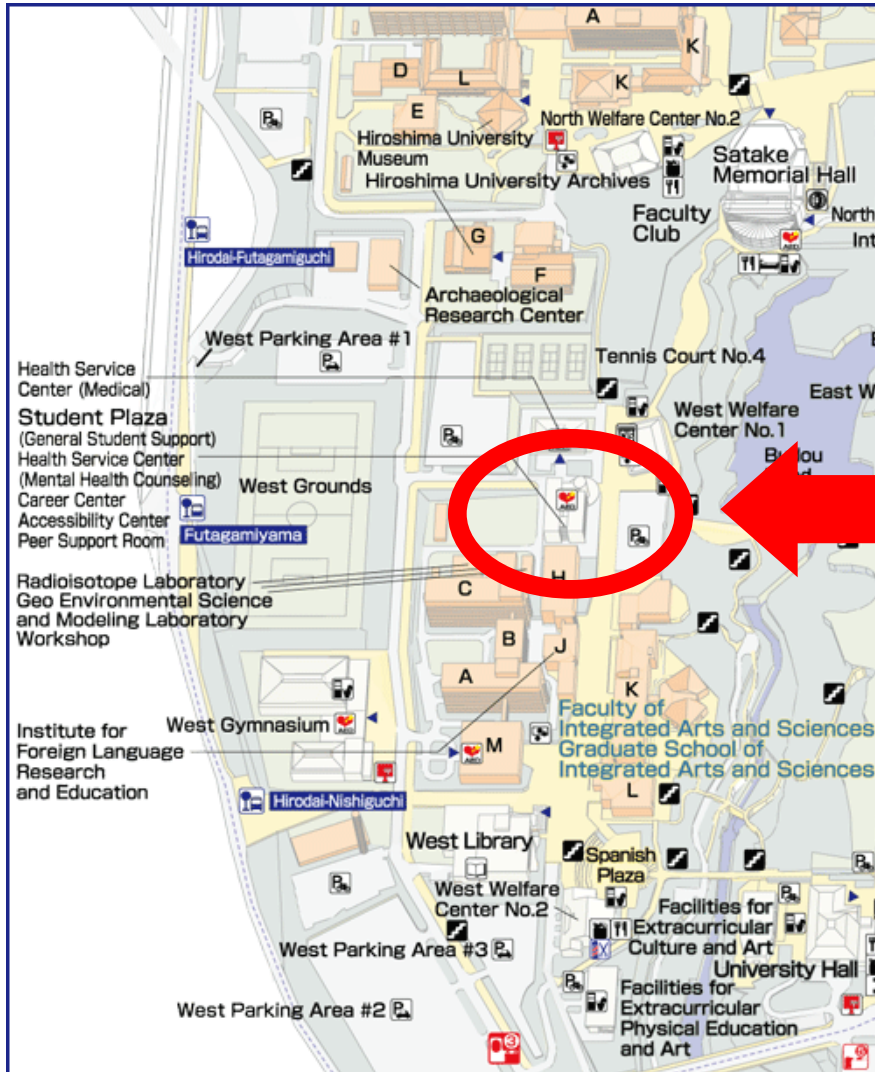 A
K
D
L
K
E
North Welfare Center No.2
Hiroshima University
Museum
Hiroshima University Archives
Satake
Memorial Hall
Faculty
Club
North
Int
G
F
Hirodai-Futagamiguchi
Archaeological
Research Center
West Parking Area #1
Tennis Court No.4
Health Service
Center (Medical)
Student Plaza
(General Student Support)
Health Service Center
(Mental Health Counseling)
Career Center
Accessibility Center
Peer Support Room
West Grounds
Futagamiyama
West Welfare
Center No.1
East W
AED
Radioisotope Laboratory
Geo Environmental Science
and Modeling Laboratory
Workshop
C
H
B
J
A
K
M
L
West Gymnasium
AED
AED
Institute for
Foreign Language
Research
and Education
Faculty of
Integrated Arts and Sciences
Graduate School of
Integrated Arts and Sciences
Hirodai-Nishiguchi
West Library
Spanish
Plaza
West Welfare
Center No.2
Facilities for
Extracurricular
Culture and Art
University Hall
West Parking Area #3
West Parking Area #2
Facilities for
Extracurricular
Physical Education
and Art
3
6